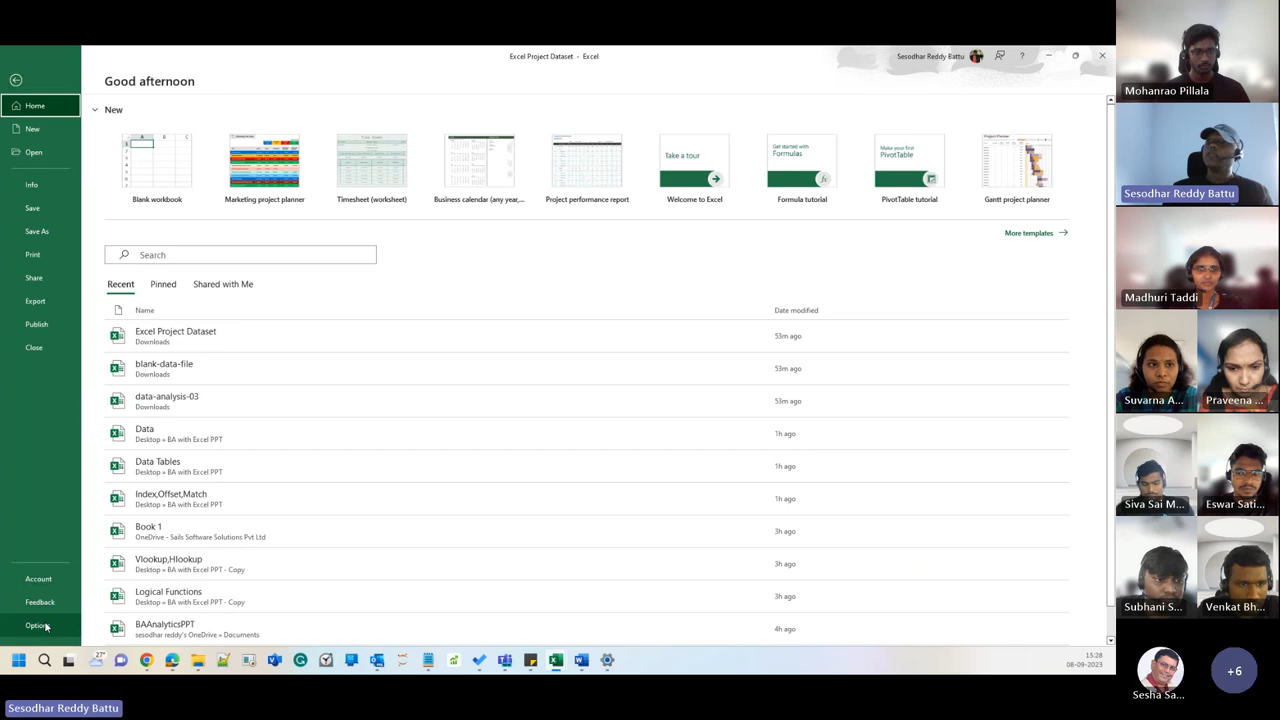 Excel Project Dataset - Excel
Sesodhar Reddy Battu
?
Good afternoon
Home
New
Open
Info
Save
Save As
Print
Share
Export
Publish
Close
Account
Feedback
Options
New
Blank workbook
Marketing project planner
Timesheet (worksheet)
Business calendar (any year,...
Project performance report
Take a tour
Welcome to Excel
Get started with
Formulas
fx
Formula tutorial
Make your first
PivotTable
PivotTable tutorial
Project Planner
Gantt project planner
More templates
Search
Recent Pinned Shared with Me
Name Date modified
Excel Project Dataset 53m ago
Downloads
blank-data-file 53m ago
Downloads
data-analysis-03 53m ago
Downloads
Data 1h ago
Desktop » BA with Excel PPT
Data Tables 1h ago
Desktop » BA with Excel PPT
Index,Offset,Match 1h ago
Desktop » BA with Excel PPT
Book 1 3h ago
OneDrive - Sails Software Solutions Pvt Ltd
Vlookup,Hlookup 3h ago
Desktop » BA with Excel PPT - Copy
Logical Functions 3h ago
Desktop » BA with Excel PPT - Copy
BAAnalyticsPPT 4h ago
sesodhar reddy's OneDrive » Documents
27°
15:28
08-09-2023
Sesodhar Reddy Battu
Mohanrao Pillala
Sesodhar Reddy Battu
Madhuri Taddi
Suvarna A...
Praveena ...
Siva Sai M...
Eswar Sati...
Subhani S...
Venkat Bh...
Sesha Sa...
+6